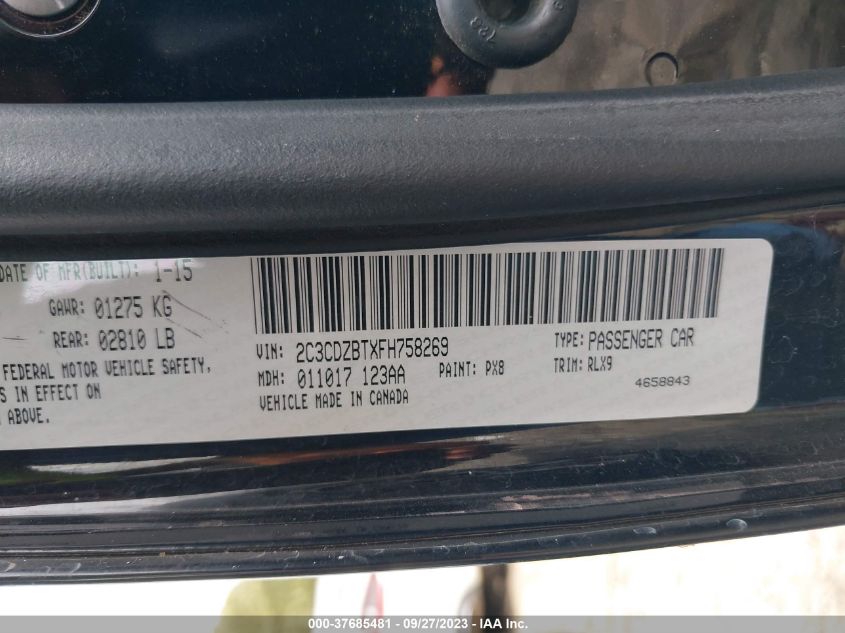 723
DATE OF MFR(BUILT): 1-15
GAWR: 01275 KG
REAR: 02810 LB
FEDERAL MOTOR VEHICLE SAFETY,
S IN EFFECT ON
ABOVE.
VIN: 2C3CDZBTXFH758269
TYPE: PASSENGER CAR
MDH: 011017 123AA
PAINT: PX8
TRIM: RLX9
VEHICLE MADE IN CANADA
4658843
000-37685481 - 09/27/2023 - IAA Inc.